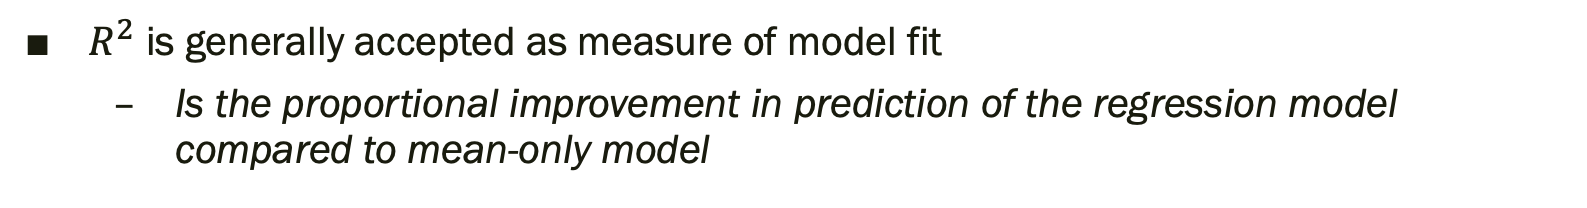 ■ R² is generally accepted as measure of model fit
– Is the proportional improvement in prediction of the regression model
compared to mean-only model